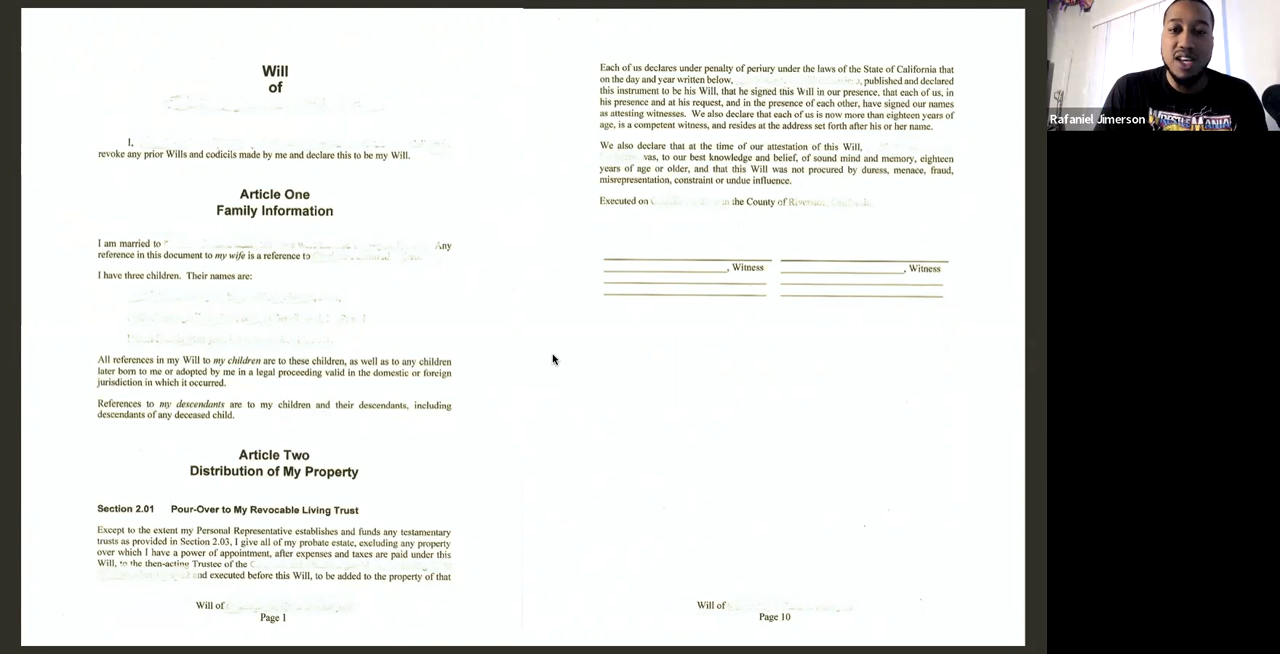 Will
of
I,
revoke any prior Wills and codicils made by me and declare this to be my Will.
Article One
Family Information
I am married to
Any
reference in this document to my wife is a reference to
I have three children. Their names are:
All references in my Will to my children are to these children, as well as to any children
later born to me or adopted by me in a legal proceeding valid in the domestic or foreign
jurisdiction in which it occurred.
References to my descendants are to my children and their descendants, including
descendants of any deceased child.
Article Two
Distribution of My Property
Section 2.01 Pour-Over to My Revocable Living Trust
Except to the extent my Personal Representative establishes and funds any testamentary
trusts as provided in Section 2.03, I give all of my probate estate, excluding any property
over which I have a power of appointment, after expenses and taxes are paid under this
Will, to the then-acting Trustee of the
and executed before this Will, to be added to the property of that
Will of
Page 1
Each of us declares under penalty of perjury under the laws of the State of California that
on the day and year written below, , published and declared
this instrument to be his Will, that he signed this Will in our presence, that each of us, in
his presence and at his request, and in the presence of each other, have signed our names
as attesting witnesses. We also declare that each of us is now more than eighteen years of
age, is a competent witness, and resides at the address set forth after his or her name.
We also declare that at the time of our attestation of this Will,
vas, to our best knowledge and belief, of sound mind and memory, eighteen
years of age or older, and that this Will was not procured by duress, menace, fraud,
misrepresentation, constraint or undue influence.
Executed on in the County of
, Witness
, Witness
Will of
Page 10
Rafaniel Jimerson
WRESTLEMANIA